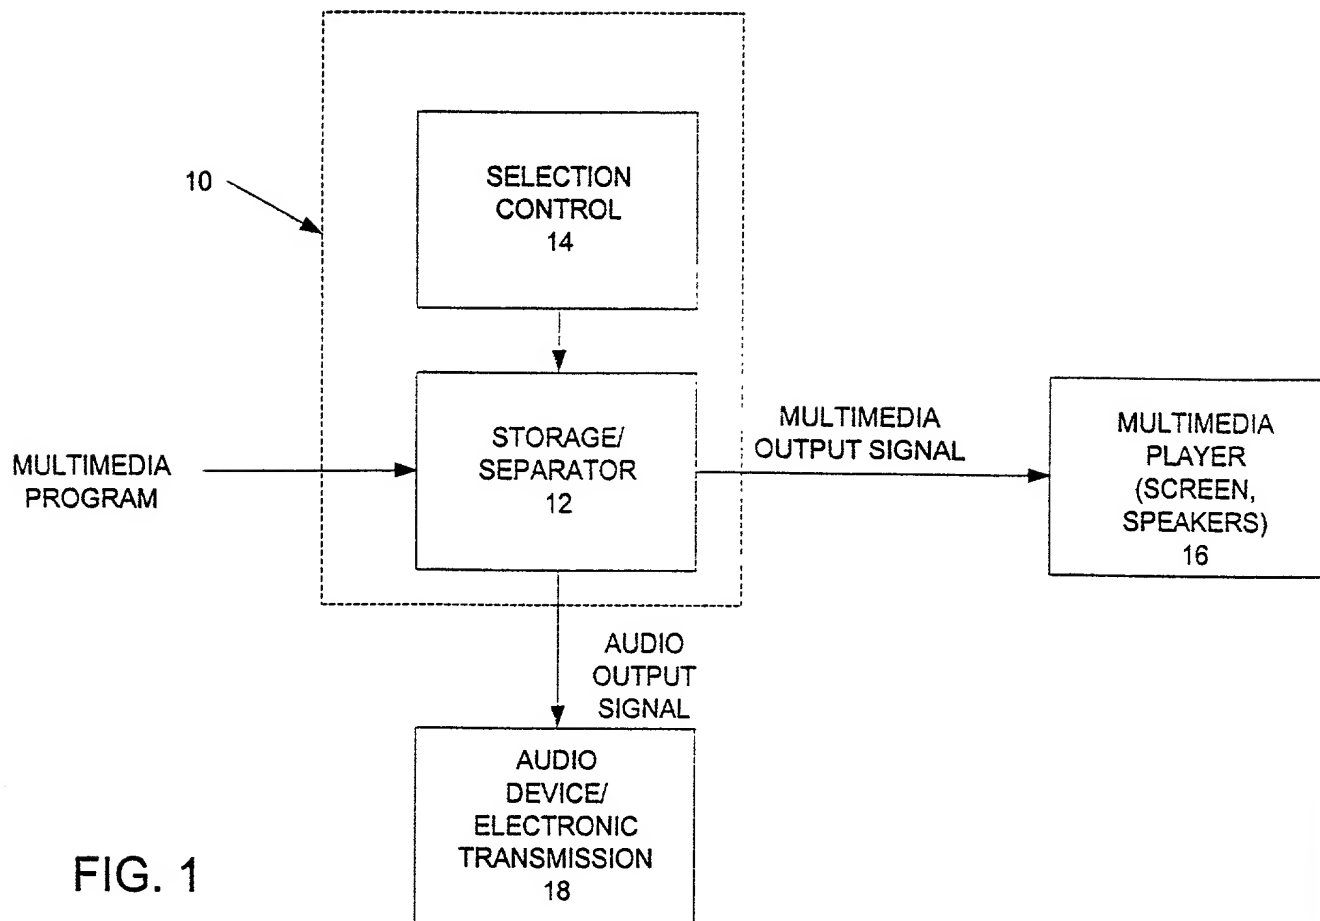 SELECTION
CONTROL
14
10
STORAGE/
SEPARATOR
12
MULTIMEDIA
PROGRAM
MULTIMEDIA
OUTPUT SIGNAL
MULTIMEDIA
PLAYER
(SCREEN,
SPEAKERS)
16
AUDIO
OUTPUT
SIGNAL
AUDIO
DEVICE/
ELECTRONIC
TRANSMISSION
18
FIG. 1